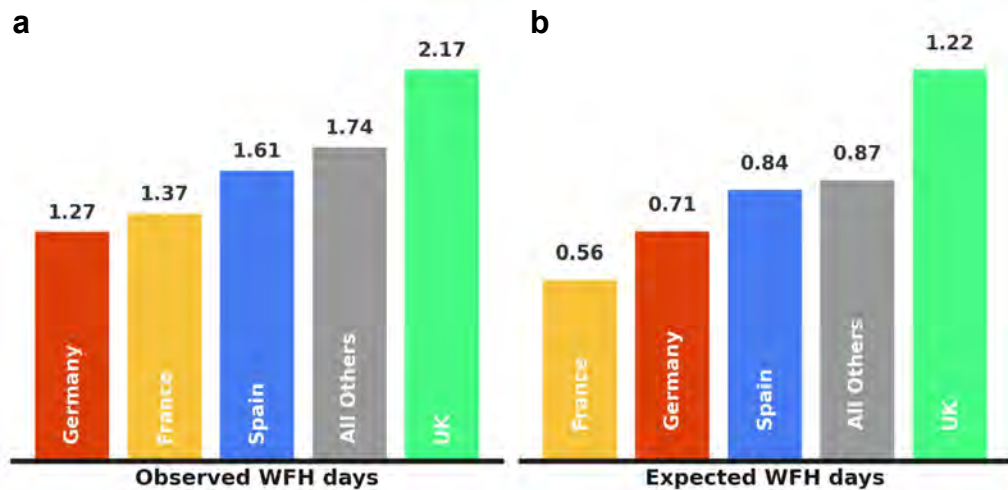 a
2.17
1.74
1.61
1.37
1.27
Germany
France
Spain
All Others
UK
Observed WFH days
b
1.22
0.87
0.84
0.71
0.56
France
Germany
Spain
All Others
UK
Expected WFH days